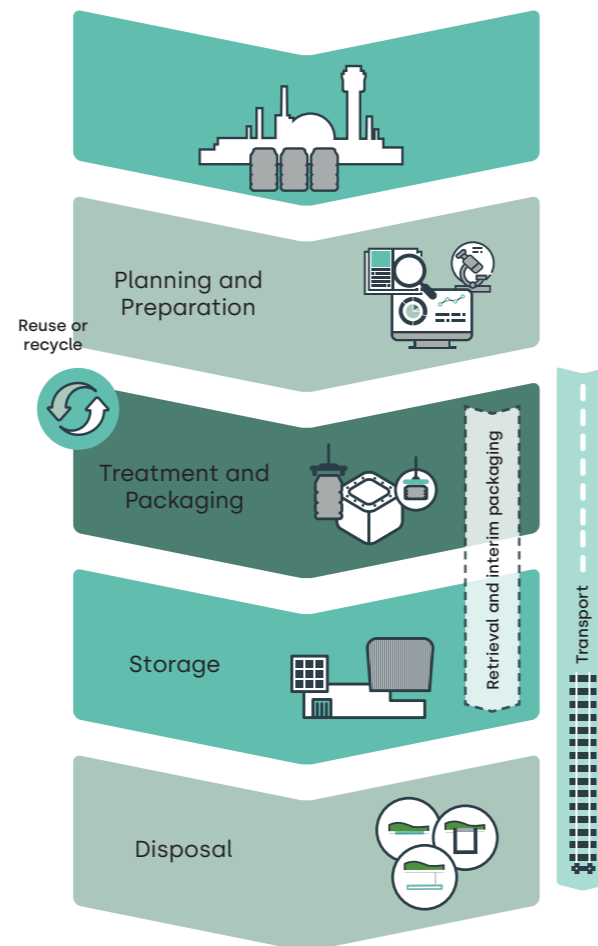 Planning and
Preparation
Reuse or
recycle
Treatment and
Packaging
Retrieval and interim packaging
Transport
Storage
Disposal